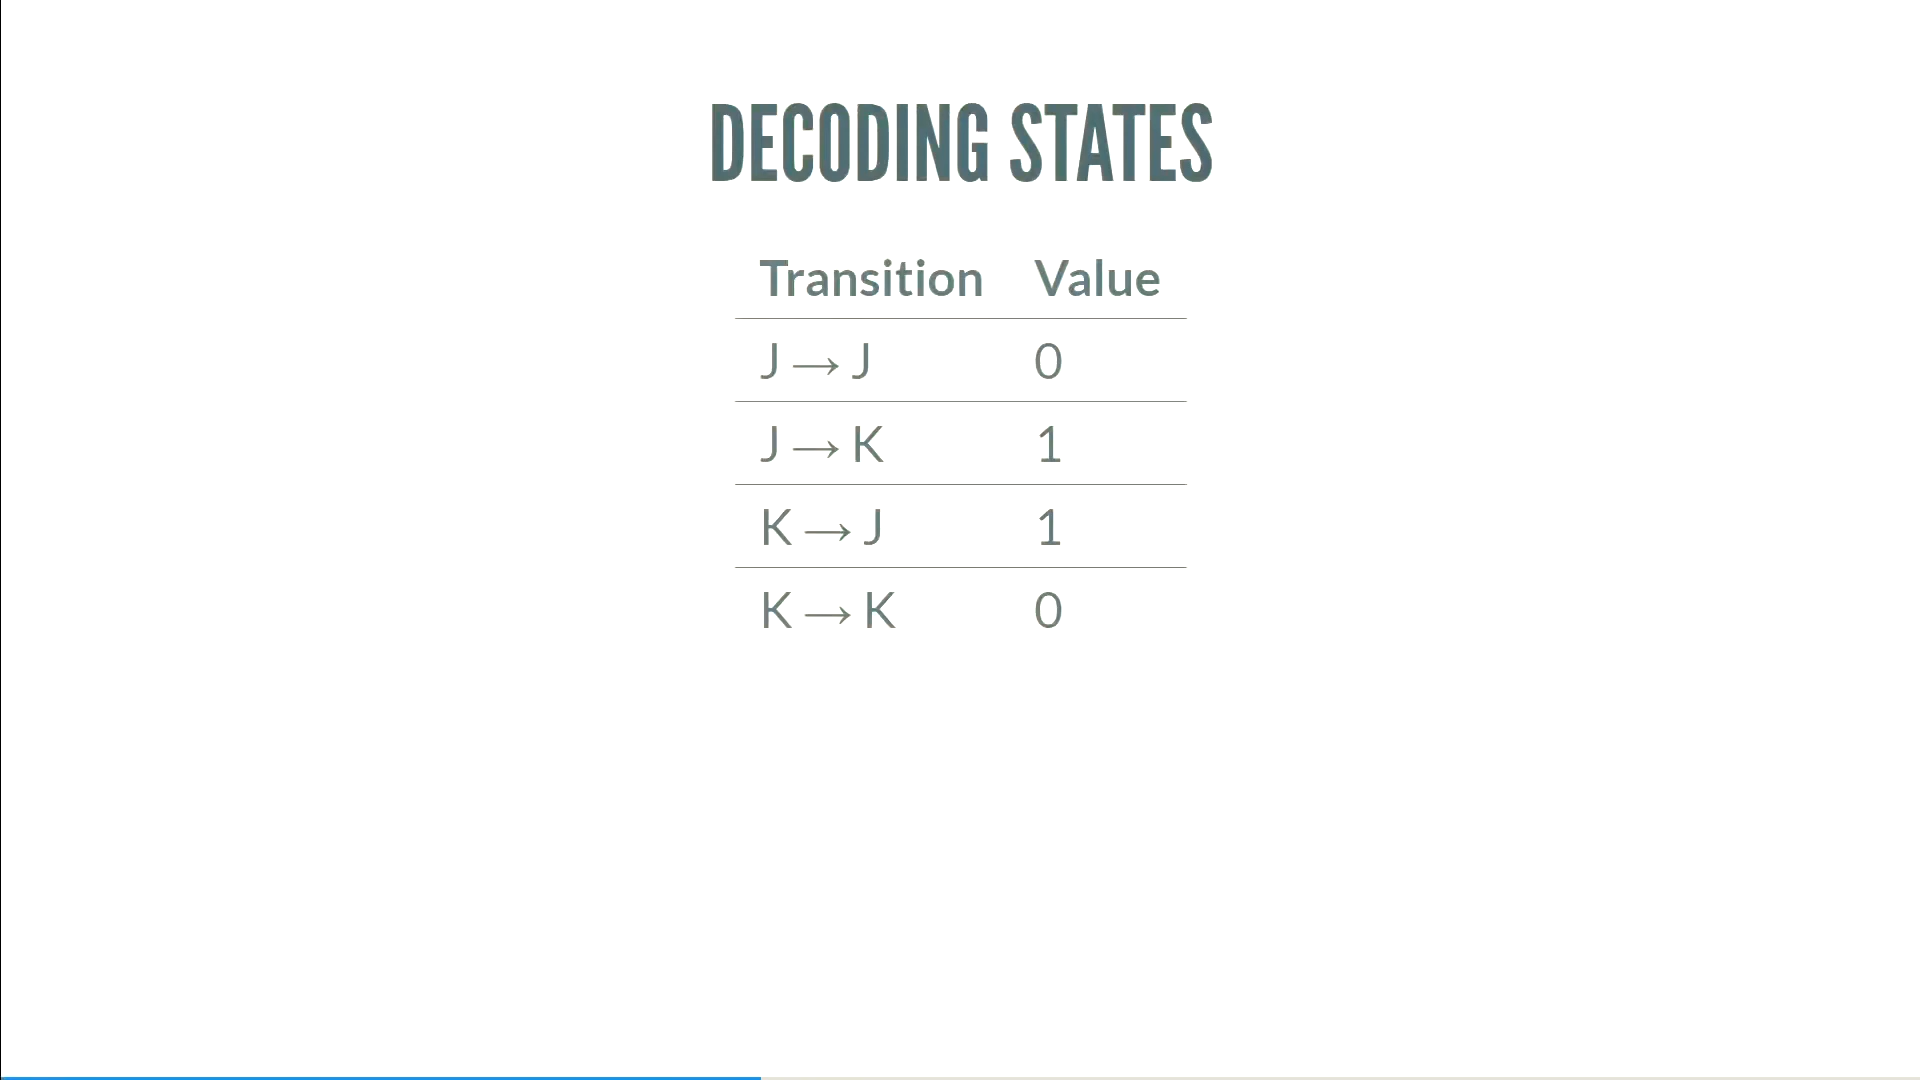 DECODING STATES
Transition Value
J → J 0
J → K 1
K → J 1
K → K 0